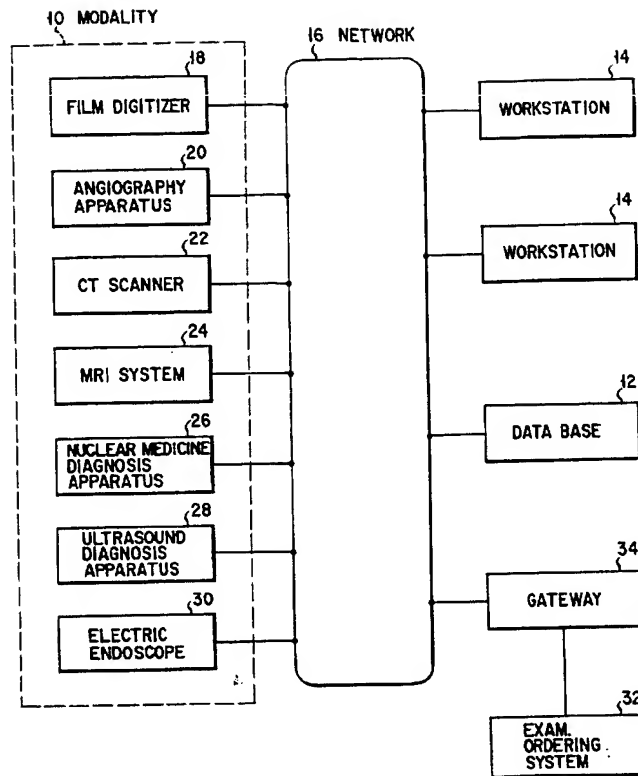 10 MODALITY
18
FILM DIGITIZER
20
ANGIOGRAPHY
APPARATUS
22
CT SCANNER
24
MRI SYSTEM
26
NUCLEAR MEDICINE
DIAGNOSIS
APPARATUS
28
ULTRASOUND
DIAGNOSIS
APPARATUS
30
ELECTRIC
ENDOSCOPE
16 NETWORK
14
WORKSTATION
14
WORKSTATION
12
DATA BASE
34
GATEWAY
32
EXAM.
ORDERING
SYSTEM